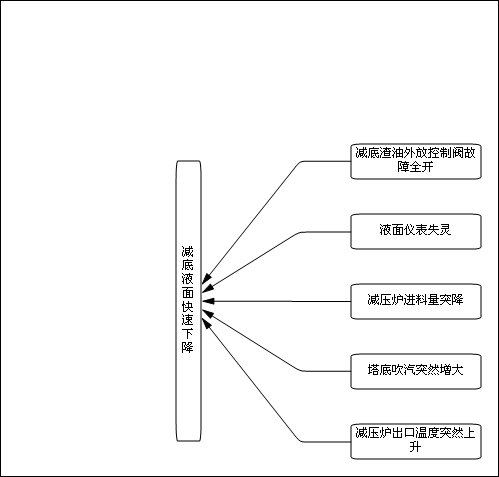 减底液面快速下降
减底渣油外放控制阀故
障全开
液面仪表失灵
减压炉进料量突降
塔底吹汽突然增大
减压炉出口温度突然上
升